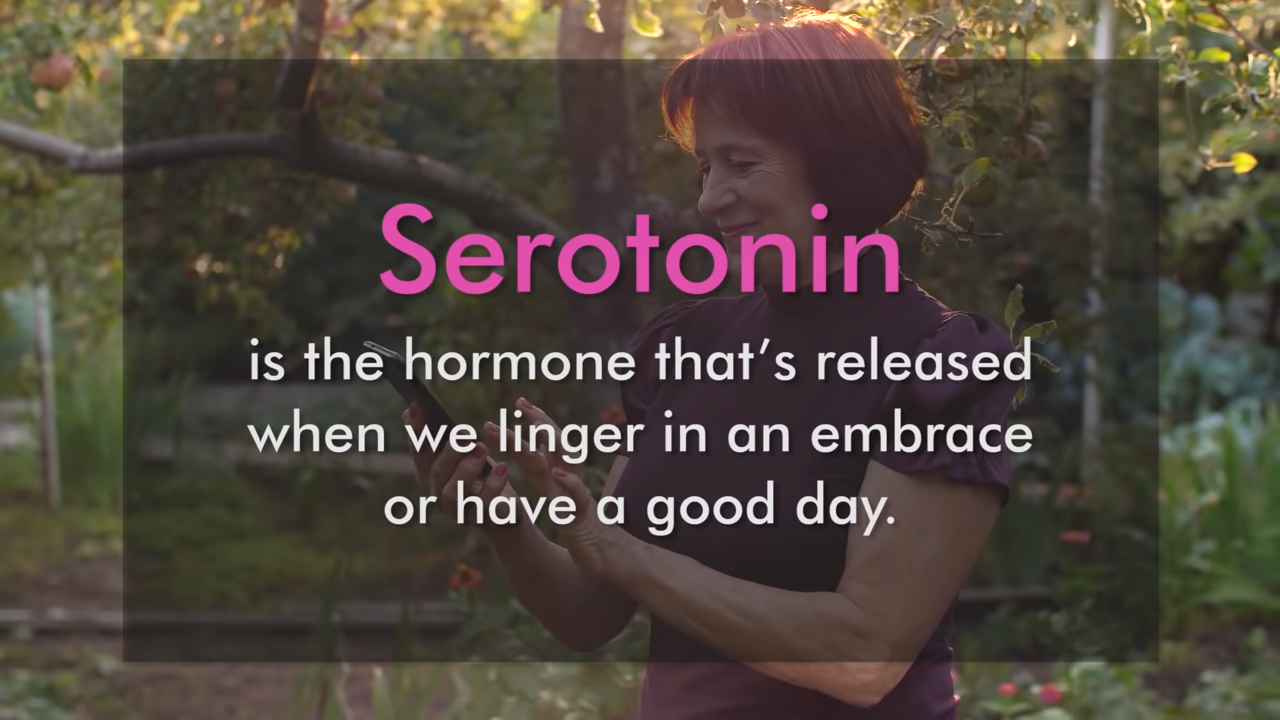 Serotonin
is the hormone that’s released
when we linger in an embrace
or have a good day.